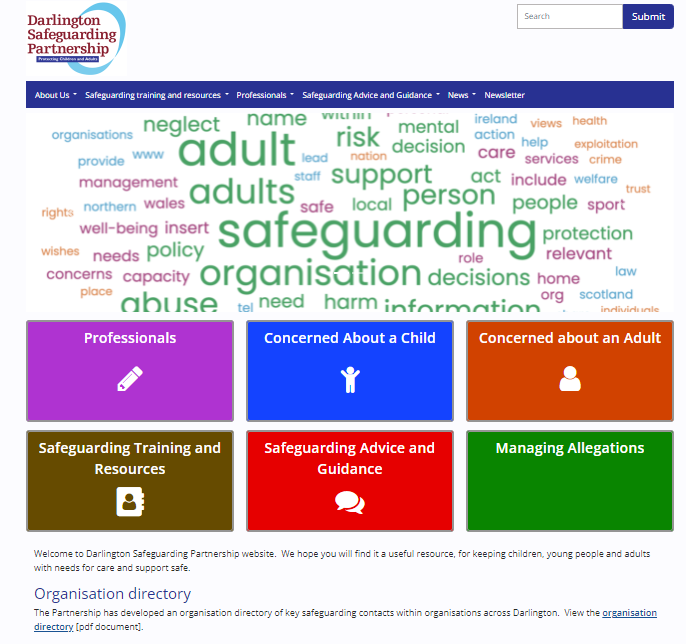 Darlington
Safeguarding
Partnership
Protecting Children and Adults
Search
Submit
About Us
Safeguarding training and resources
Professionals
Safeguarding Advice and Guidance
News
Newsletter
neglect name within ireland views health
organisations adult risk mental action help exploitation
provide www lead nation decision care services crime
management adults staff support act include welfare trust
rights northern wales safe local person people sport
well-being insert safeguarding protection
wishes needs policy role relevant
concerns capacity organisation decisions home law
place abuse tel need harm information org scotland
individuals
Professionals
Concerned About a Child
Concerned about an Adult
Safeguarding Training and
Resources
Safeguarding Advice and
Guidance
Managing Allegations
Welcome to Darlington Safeguarding Partnership website. We hope you will find it a useful resource, for keeping children, young people and adults
with needs for care and support safe.
Organisation directory
The Partnership has developed an organisation directory of key safeguarding contacts within organisations across Darlington. View the organisation
directory [pdf document].